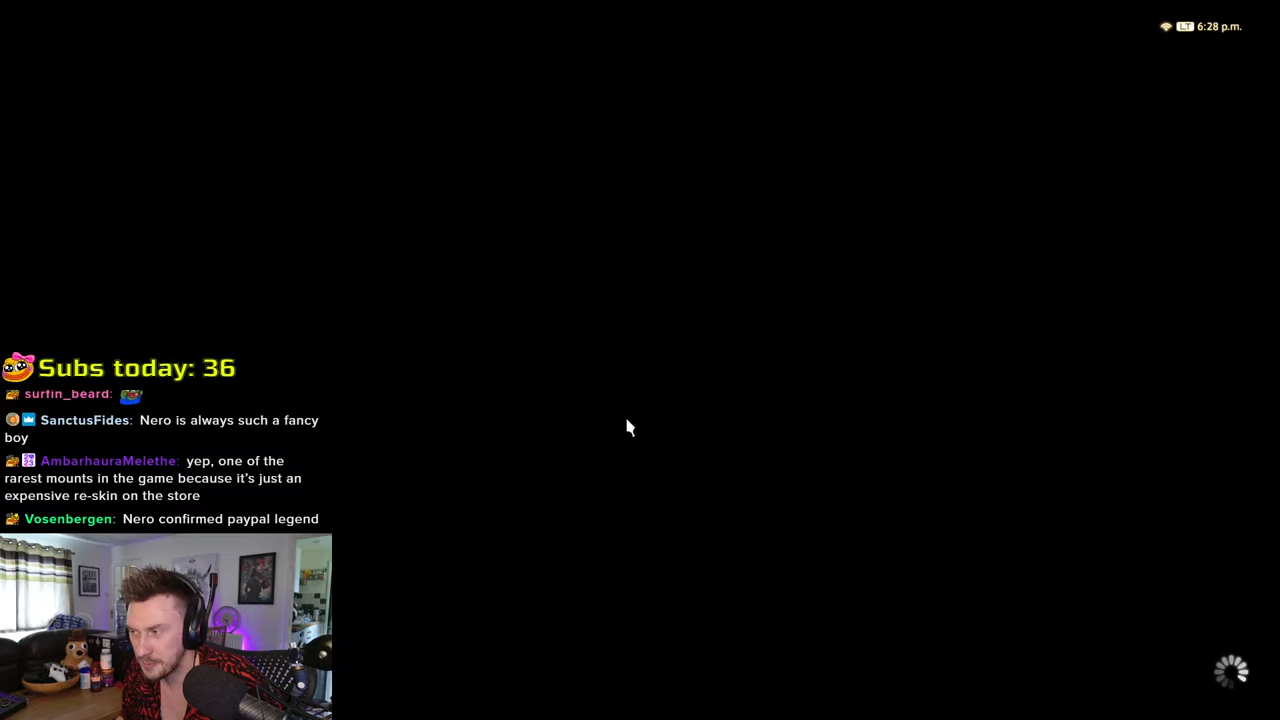 LT 6:28 p.m.
Subs today: 36
surfin_beard:
SanctusFides: Nero is always such a fancy
boy
AmbarhauraMelethe: yep, one of the
rarest mounts in the game because it's just an
expensive re-skin on the store
Vosenbergen: Nero confirmed paypal legend